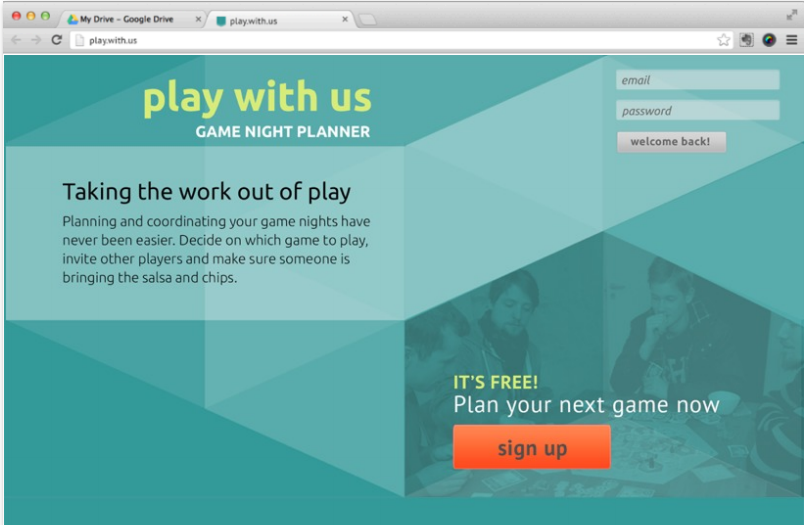 My Drive – Google Drive
play.with.us
play.with.us
play with us
GAME NIGHT PLANNER
email
password
welcome back!
Taking the work out of play
Planning and coordinating your game nights have
never been easier. Decide on which game to play,
invite other players and make sure someone is
bringing the salsa and chips.
IT'S FREE!
Plan your next game now
sign up